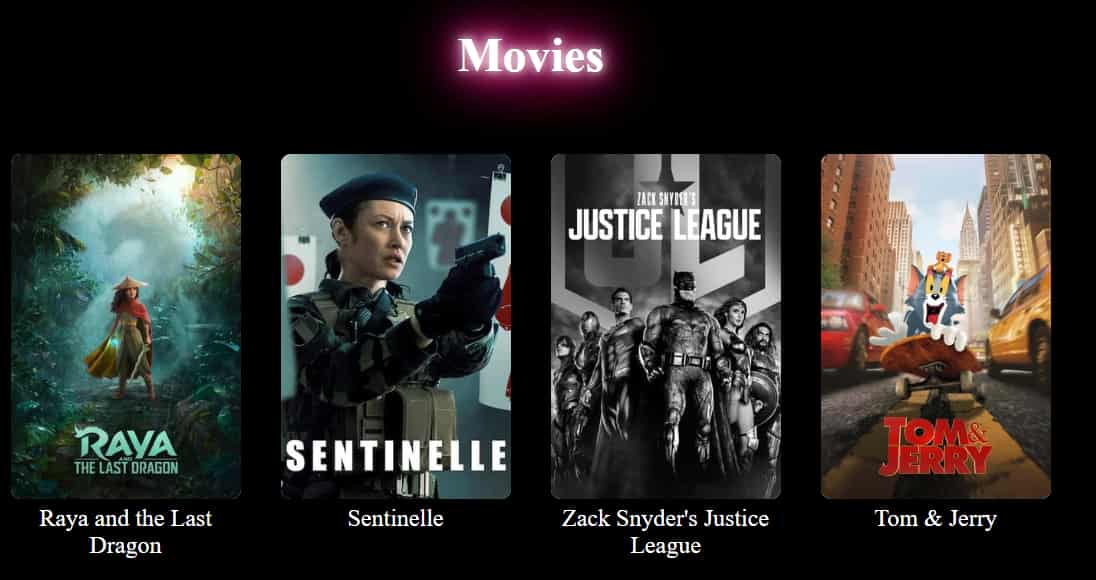 Movies
RAYA
AND
THE LAST DRAGON
SENTINELLE
ZACK SNYDER'S
JUSTICE LEAGUE
TOM &
JERRY
Raya and the Last
Dragon
Sentinelle
Zack Snyder's Justice
League
Tom & Jerry